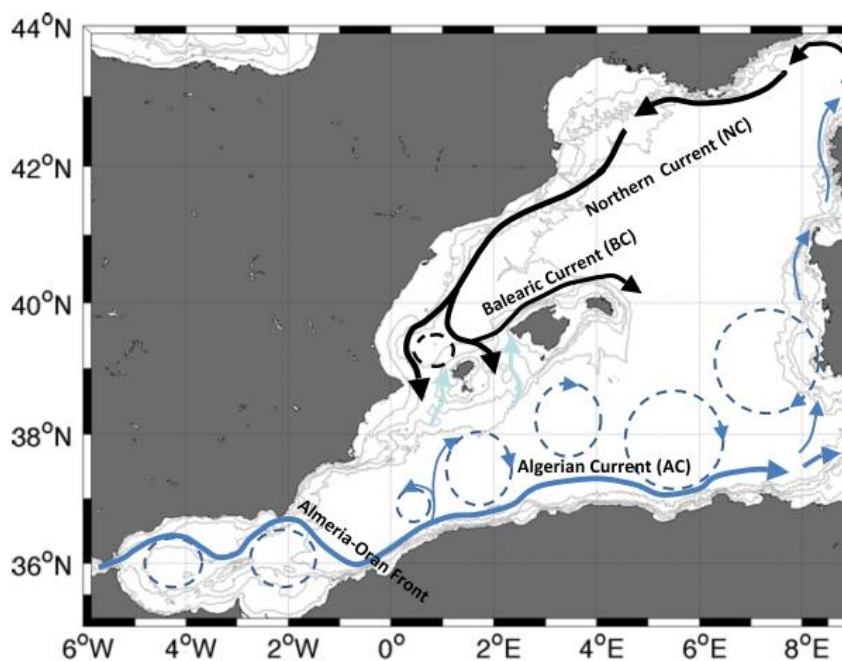 44°N
42°N
40°N
38°N
36°N
Northern Current (NC)
Balearic Current (BC)
Algerian Current (AC)
Almeria-Oran Front
6°W 4°W 2°W 0° 2°E 4°E 6°E 8°E